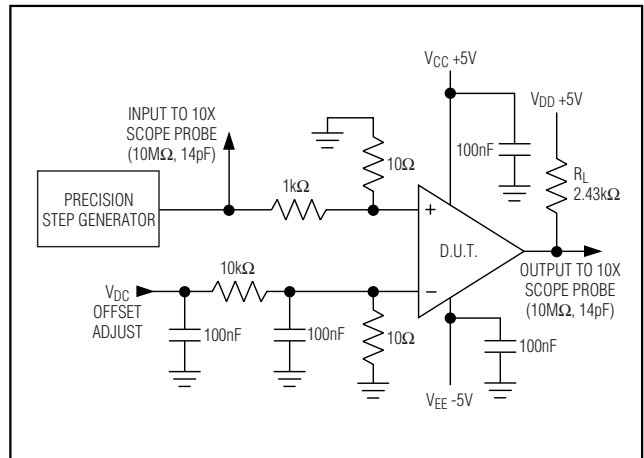 V_CC +5V
V_DD +5V
INPUT TO 10X
SCOPE PROBE
(10MΩ, 14pF)
100nF
10Ω
R_L
2.43kΩ
1kΩ
PRECISION
STEP GENERATOR
+
D.U.T.
10kΩ
−
V_DC
OFFSET
ADJUST
OUTPUT TO 10X
SCOPE PROBE
(10MΩ, 14pF)
100nF
100nF
10Ω
100nF
V_EE -5V